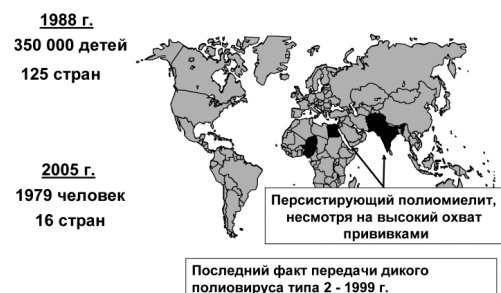 1988 г.
350 000 детей
125 стран
2005 г.
1979 человек
16 стран
Персистирующий полиомиелит,
несмотря на высокий охват
прививками
Последний факт передачи дикого
полиовируса типа 2 - 1999 г.